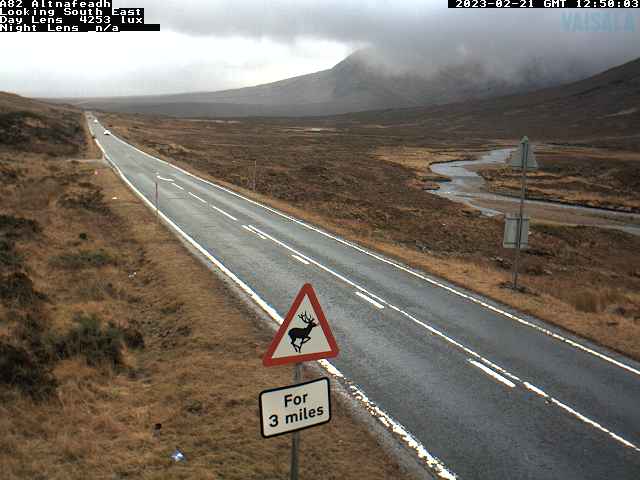 A82 Altnafeadh
Looking South East
Day Lens 4253 lux
Night Lens n/a
2023-02-21 GMT 12:50:03
VAISALA
For
3 miles